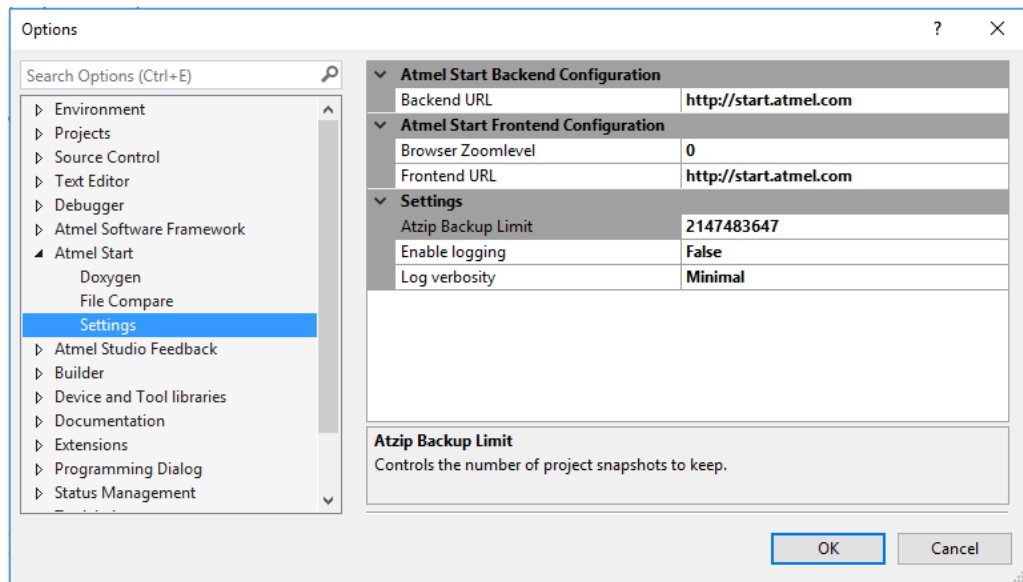 Options
?
Search Options (Ctrl+E)
Environment
Projects
Source Control
Text Editor
Debugger
Atmel Software Framework
Atmel Start
Doxygen
File Compare
Settings
Atmel Studio Feedback
Builder
Device and Tool libraries
Documentation
Extensions
Programming Dialog
Status Management
Atmel Start Backend Configuration
Backend URL http://start.atmel.com
Atmel Start Frontend Configuration
Browser Zoomlevel 0
Frontend URL http://start.atmel.com
Settings
Atzip Backup Limit 2147483647
Enable logging False
Log verbosity Minimal
Atzip Backup Limit
Controls the number of project snapshots to keep.
OK Cancel